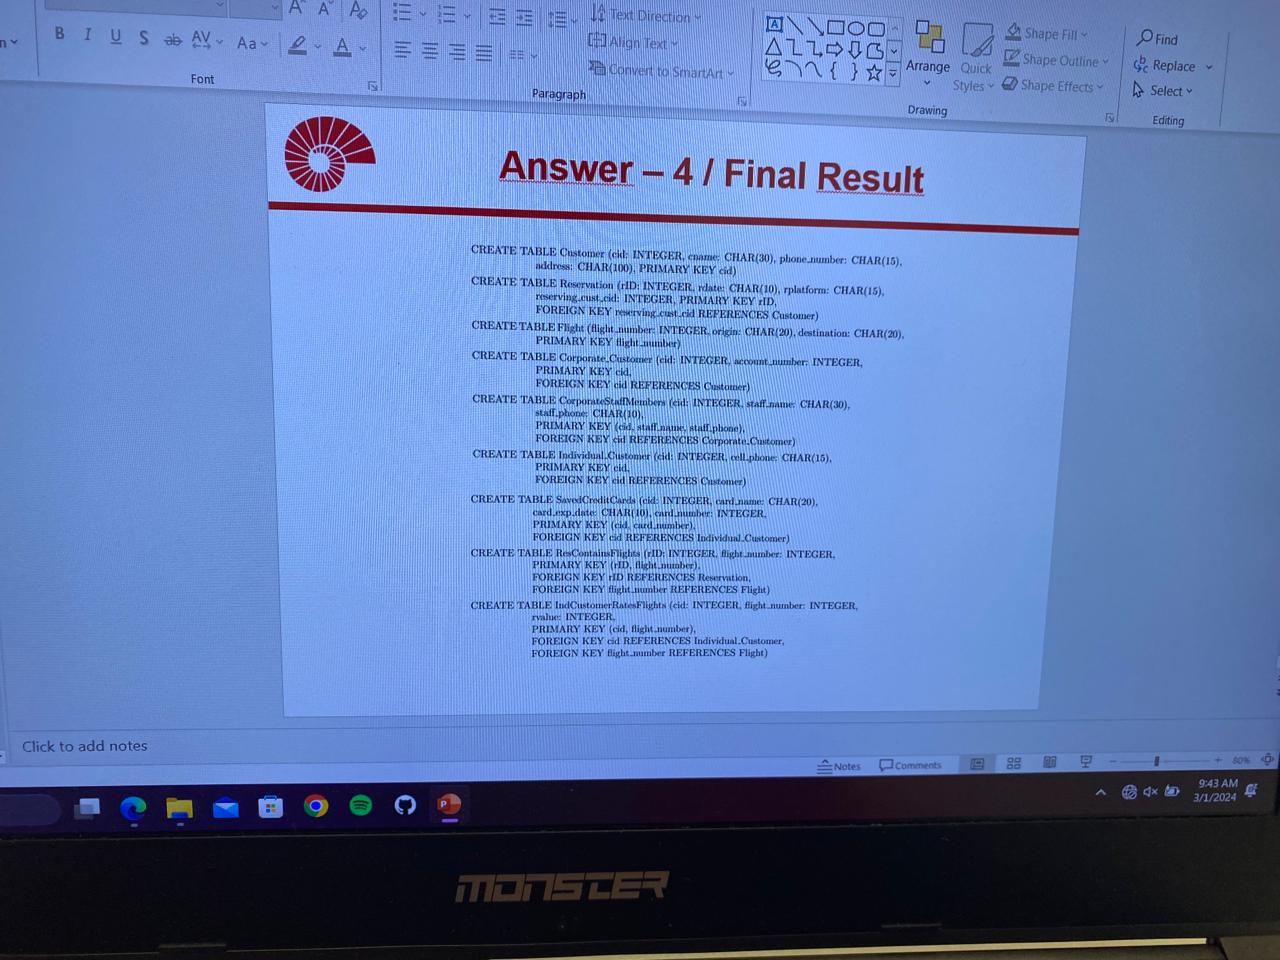 B I U S ab AV Aa A
A A A
Font
Text Direction
Align Text
Convert to SmartArt
Paragraph
A
Arrange
Quick
Styles
Shape Fill
Shape Outline
Shape Effects
Drawing
Find
Replace
Select
Editing
Answer – 4 / Final Result
CREATE TABLE Customer (cid: INTEGER, cname: CHAR(30), phone_number: CHAR(15),
address: CHAR(100), PRIMARY KEY cid)
CREATE TABLE Reservation (rID: INTEGER, rdate: CHAR(10), rplatform: CHAR(15),
reserving_cust_cid: INTEGER, PRIMARY KEY rID,
FOREIGN KEY reserving_cust_cid REFERENCES Customer)
CREATE TABLE Flight (flight_number: INTEGER, origin: CHAR(20), destination: CHAR(20),
PRIMARY KEY flight_number)
CREATE TABLE Corporate_Customer (cid: INTEGER, account_number: INTEGER,
PRIMARY KEY cid,
FOREIGN KEY cid REFERENCES Customer)
CREATE TABLE CorporateStaffMembers (cid: INTEGER, staff_name: CHAR(30),
staff_phone: CHAR(10),
PRIMARY KEY (cid, staff_name, staff_phone),
FOREIGN KEY cid REFERENCES Corporate_Customer)
CREATE TABLE Individual_Customer (cid: INTEGER, cell_phone: CHAR(15),
PRIMARY KEY cid,
FOREIGN KEY cid REFERENCES Customer)
CREATE TABLE SavedCreditCards (cid: INTEGER, card_name: CHAR(20),
card_exp_date: CHAR(10), card_number: INTEGER,
PRIMARY KEY (cid, card_number),
FOREIGN KEY cid REFERENCES Individual_Customer)
CREATE TABLE ResContainsFlights (rID: INTEGER, flight_number: INTEGER,
PRIMARY KEY (rID, flight_number),
FOREIGN KEY rID REFERENCES Reservation,
FOREIGN KEY flight_number REFERENCES Flight)
CREATE TABLE IndCustomerRatesFlights (cid: INTEGER, flight_number: INTEGER,
rvalue: INTEGER,
PRIMARY KEY (cid, flight_number),
FOREIGN KEY cid REFERENCES Individual_Customer,
FOREIGN KEY flight_number REFERENCES Flight)
Click to add notes
Notes
Comments
80%
9:43 AM
3/1/2024
MONSTER